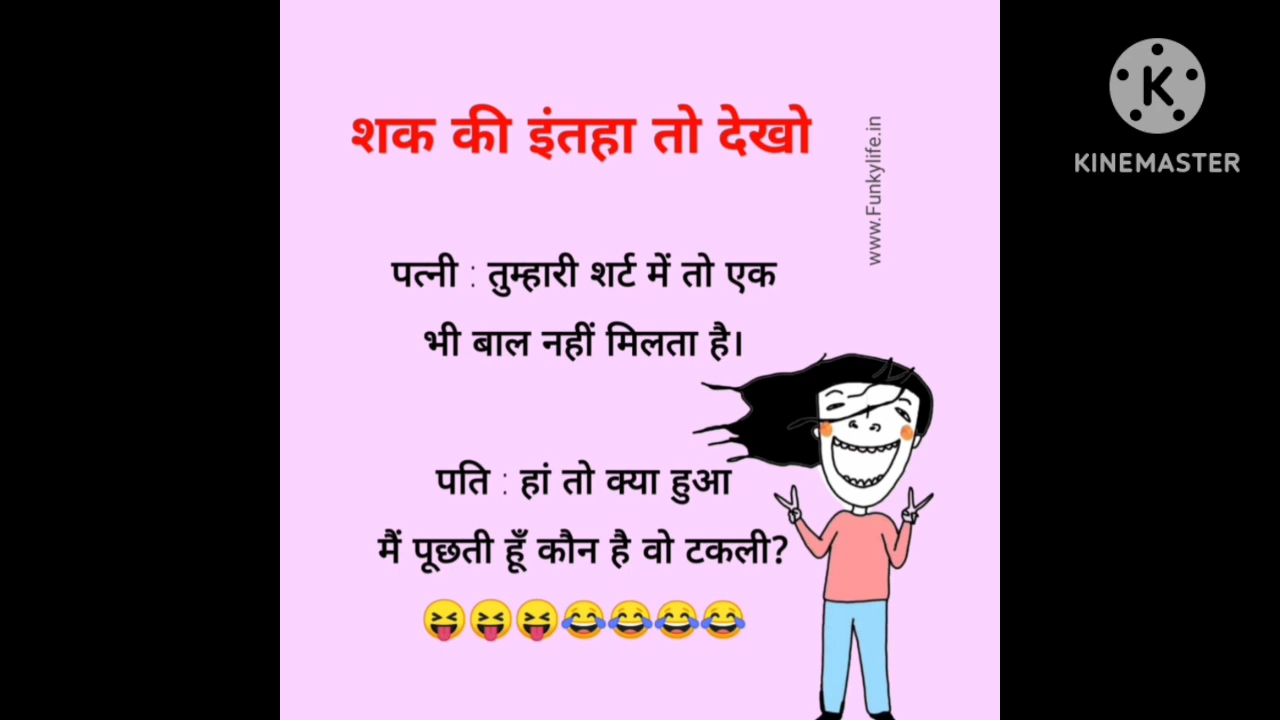 शक की इंतहा तो देखो
www.Funkylife.in
KINEMASTER
पत्नी : तुम्हारी शर्ट में तो एक
भी बाल नहीं मिलता है।
पति : हां तो क्या हुआ
मैं पूछती हूँ कौन है वो टकली?
😝😝😝😂😂😂😂